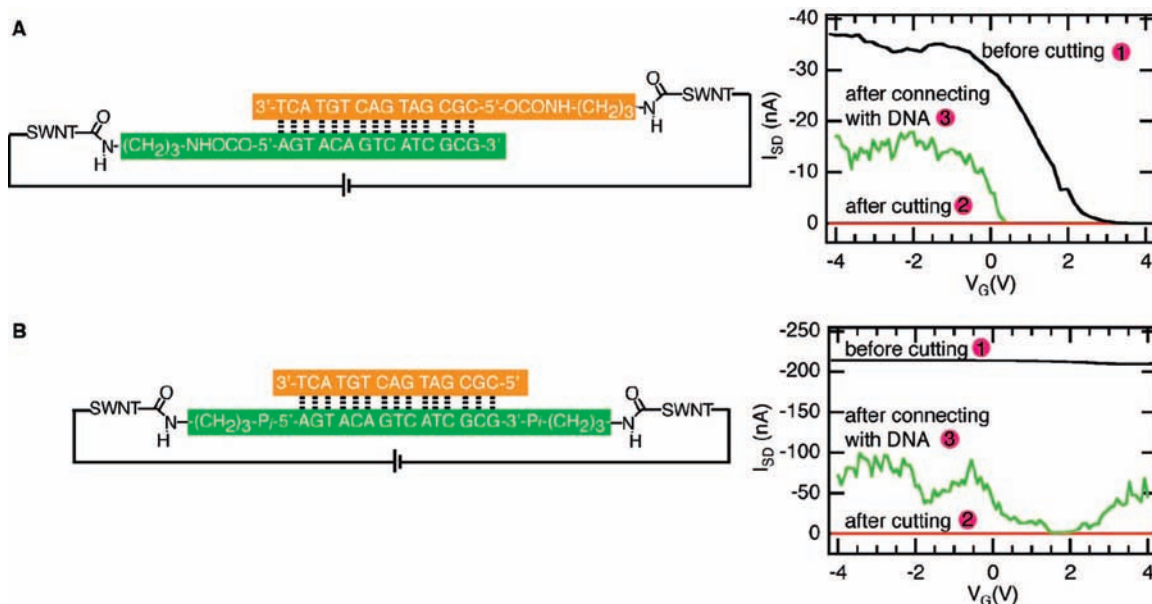 A
3'-TCA TGT CAG TAG CGC-5'-OCONH-(CH2)3
O
N
H
SWNT
SWNT
O
N
H
(CH2)3-NHOCO-5'-AGT ACA GTC ATC GCG-3'
-40
-30
-20
-10
0
ISD (nA)
before cutting 1
after connecting
with DNA 3
after cutting 2
-4 -2 0 2 4
VG(V)
B
3'-TCA TGT CAG TAG CGC-5'
SWNT
O
N
H
-(CH2)3-Pi-5'-AGT ACA GTC ATC GCG-3'-Pi-(CH2)3-
O
N
H
SWNT
-250
-200
-150
-100
-50
0
ISD (nA)
before cutting 1
after connecting
with DNA 3
after cutting 2
-4 -2 0 2 4
VG(V)